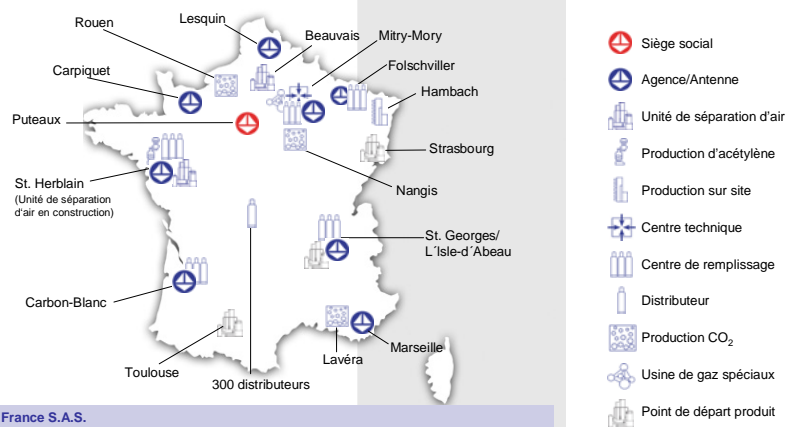 Lesquin
Rouen
Beauvais
Mitry-Mory
Carpiquet
Folschviller
Hambach
Puteaux
Strasbourg
St. Herblain
(Unité de séparation
d'air en construction)
Nangis
St. Georges/
L´Isle-d´Abeau
Carbon-Blanc
Marseille
Lavéra
Toulouse
300 distributeurs
France S.A.S.
Siège social
Agence/Antenne
Unité de séparation d'air
Production d'acétylène
Production sur site
Centre technique
Centre de remplissage
Distributeur
Production CO₂
Usine de gaz spéciaux
Point de départ produit